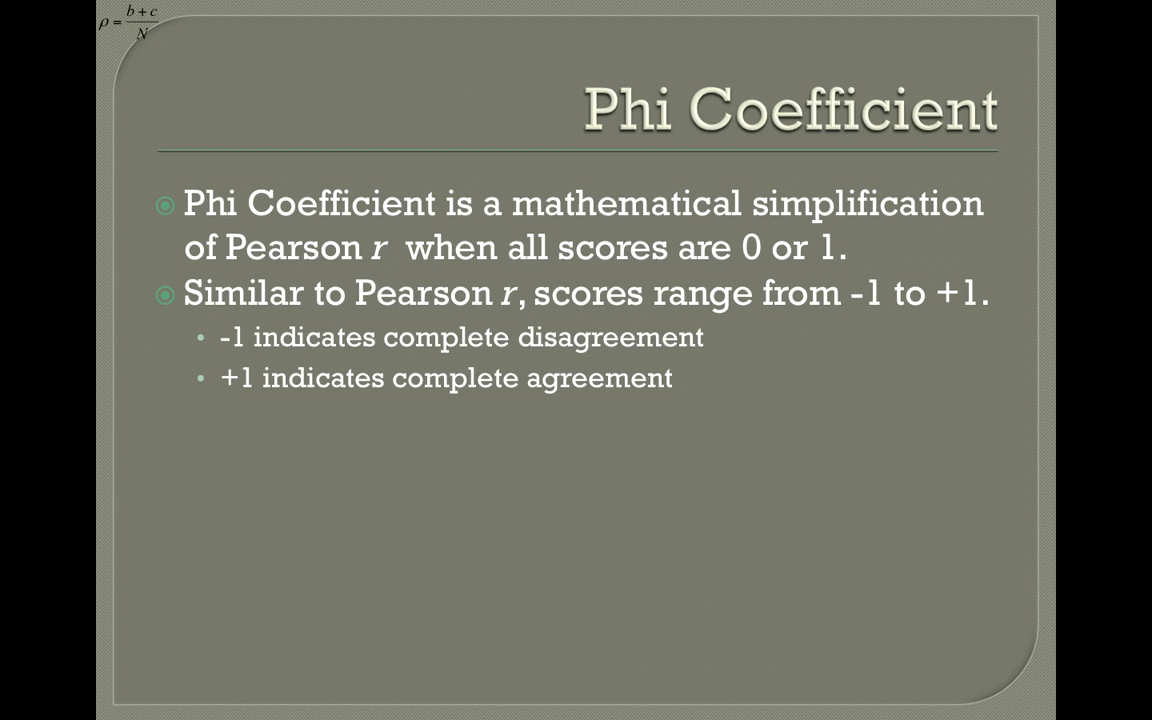 ρ = b + c / N
Phi Coefficient
Phi Coefficient is a mathematical simplification
of Pearson r when all scores are 0 or 1.
Similar to Pearson r, scores range from -1 to +1.
• -1 indicates complete disagreement
• +1 indicates complete agreement